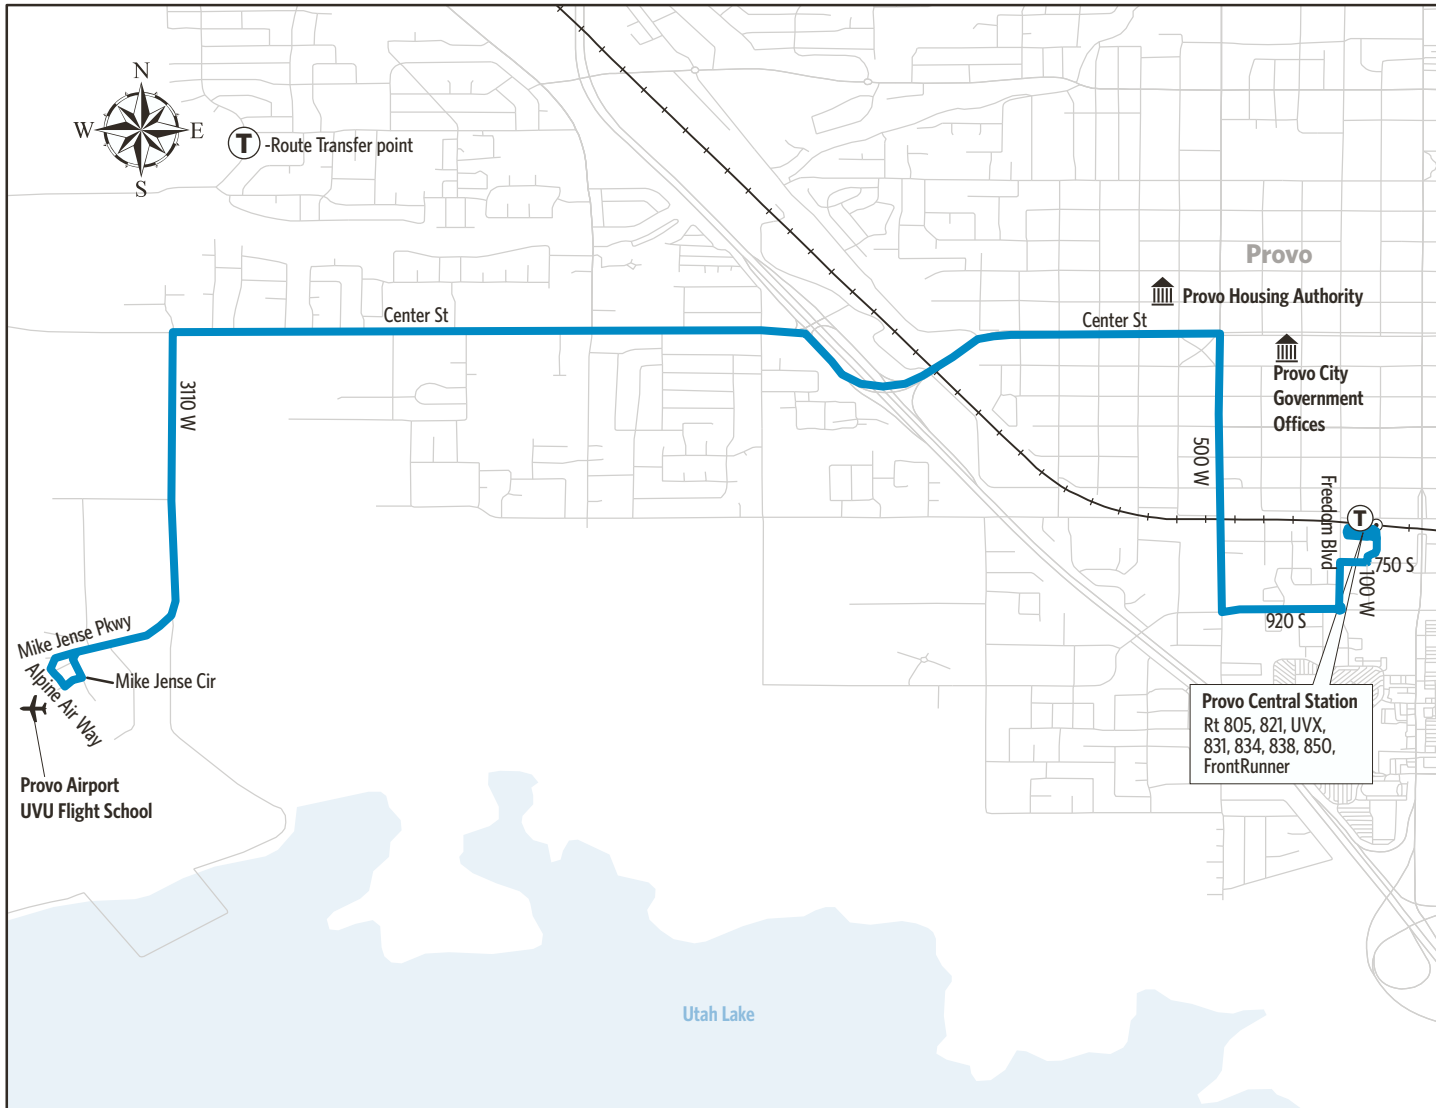 N
W
E
S
T
-Route Transfer point
Provo
Provo Housing Authority
Center St
Center St
Provo City
Government
Offices
3110 W
500 W
Freedom Blvd
T
750 S
100 W
920 S
Mike Jense Pkwy
Mike Jense Cir
Alpine Air Way
Provo Central Station
Rt 805, 821, UVX,
831, 834, 838, 850,
FrontRunner
Provo Airport
UVU Flight School
Utah Lake